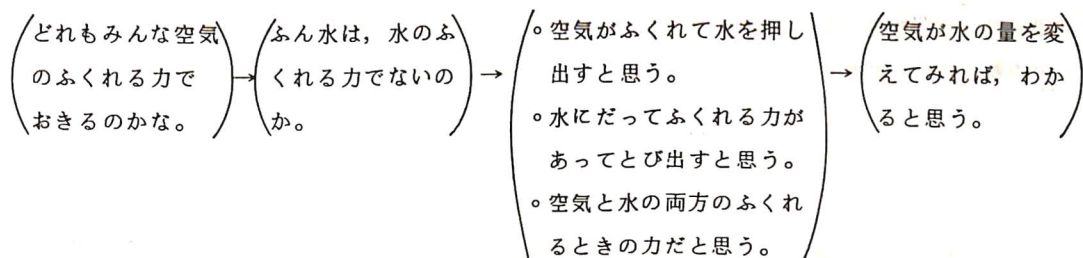 どれもみんな空気
のふくれる力で
おきるのかな。
→
ふん水は，水のふ
くれる力でないの
か。
→
。空気がふくれて水を押し
出すと思う。
。水にだってふくれる力が
あってとび出すと思う。
。空気と水の両方のふくれ
るときの力だと思う。
→
空気が水の量を変
えてみれば，わか
ると思う。